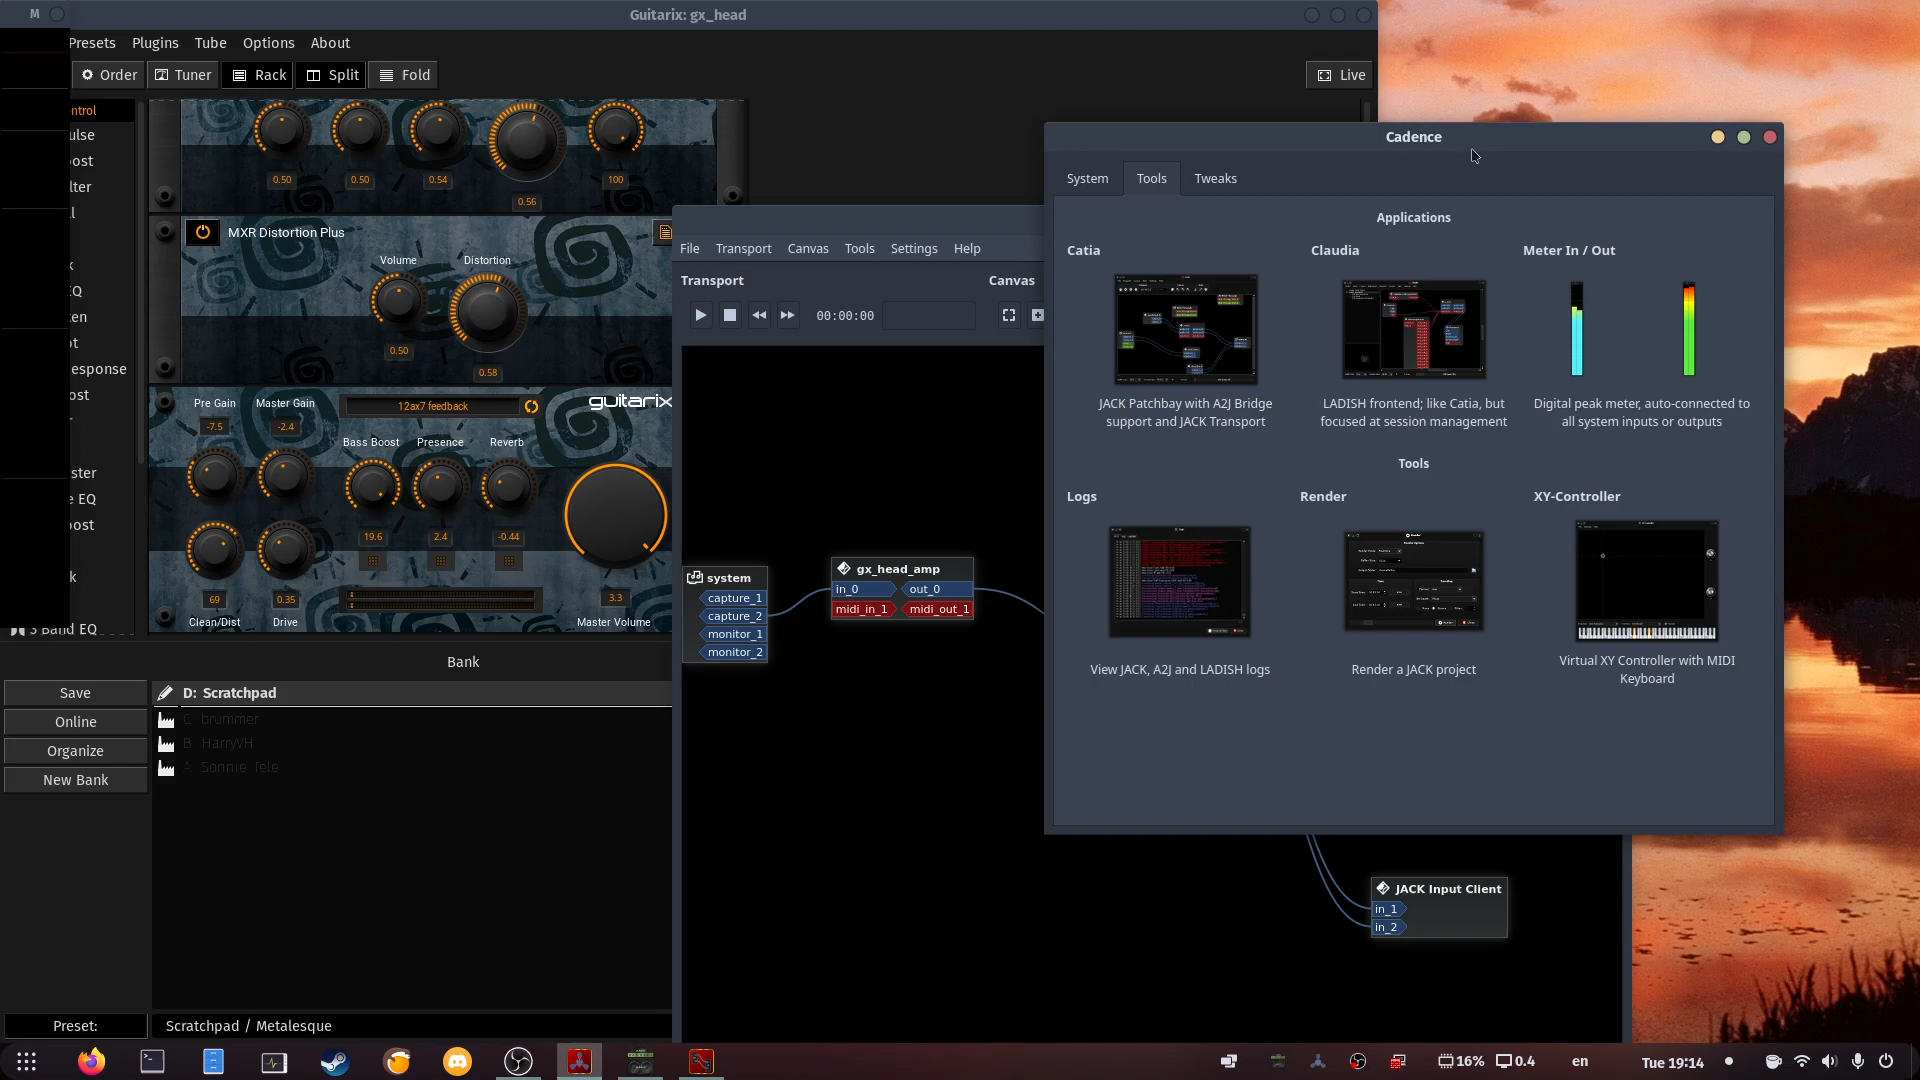 M
Guitarix: gx_head
Presets Plugins Tube Options About
Order Tuner Rack Split Fold Live
ntrol
ulse
ost
lter
l
k
Q
ten
ot
esponse
ost
r
ster
e EQ
oost
k
3 Band EQ
0.50 0.50 0.54 0.56 100
MXR Distortion Plus
Volume Distortion
0.50 0.58
Pre Gain Master Gain 12ax7 feedback guitarix
-7.5 -2.4
Bass Boost Presence Reverb
19.6 2.4 -0.44
69 0.35 3.3
Clean/Dist Drive Master Volume
Bank
Save
Online
Organize
New Bank
D: Scratchpad
C: brummer
B: HarryVH
A: Sonnie Tele
Preset: Scratchpad / Metalesque
File Transport Canvas Tools Settings Help
Transport Canvas
00:00:00
system
capture_1
capture_2
monitor_1
monitor_2
gx_head_amp
in_0 out_0
midi_in_1 midi_out_1
JACK Input Client
in_1
in_2
Cadence
System Tools Tweaks
Applications
Catia Claudia Meter In / Out
JACK Patchbay with A2J Bridge
support and JACK Transport
LADISH frontend; like Catia, but
focused at session management
Digital peak meter, auto-connected to
all system inputs or outputs
Tools
Logs Render XY-Controller
View JACK, A2J and LADISH logs
Render a JACK project
Virtual XY Controller with MIDI
Keyboard
16% 0.4 en Tue 19:14